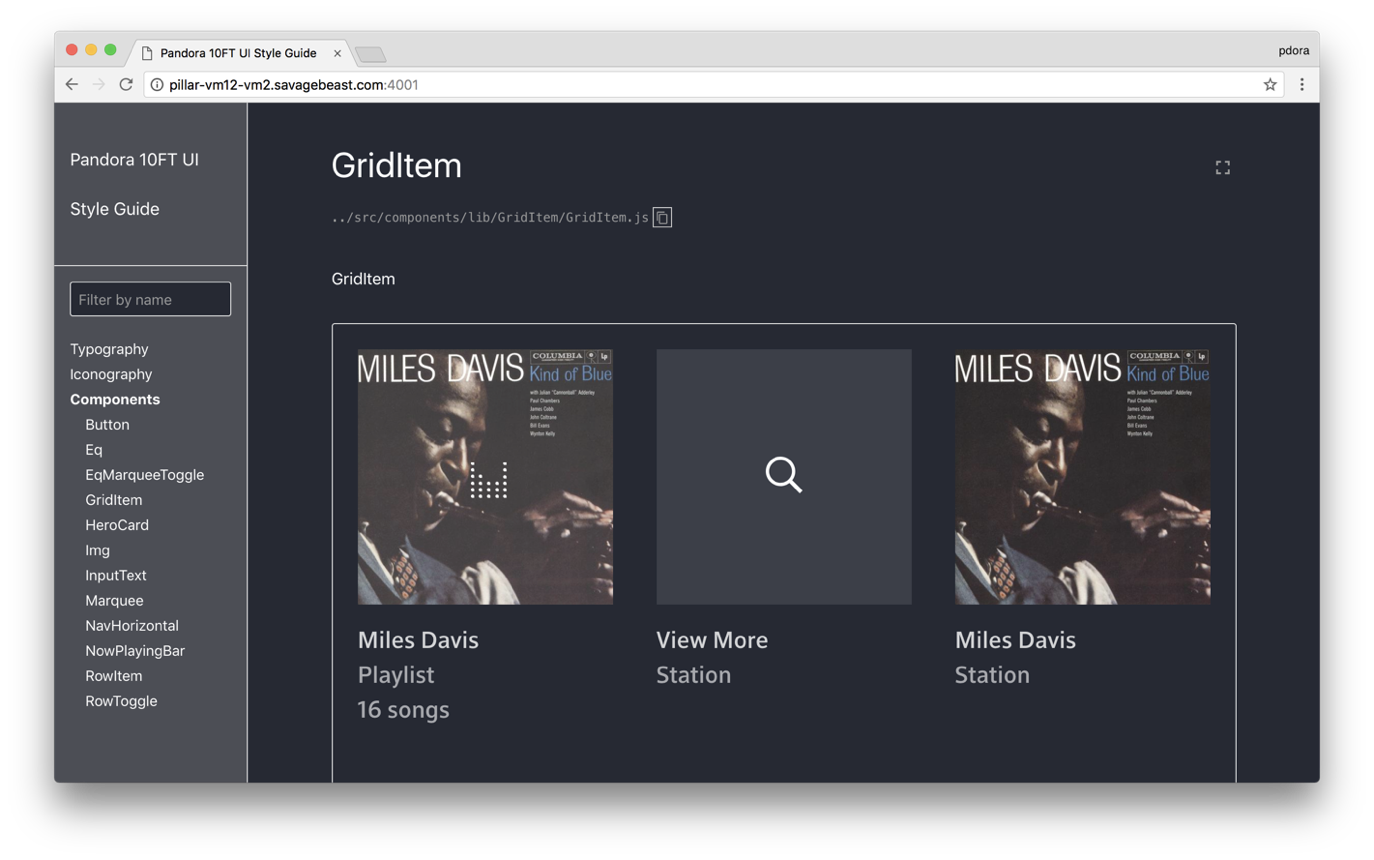 Pandora 10FT UI Style Guide
pdora
pillar-vm12-vm2.savagebeast.com:4001
Pandora 10FT UI
Style Guide
Filter by name
Typography
Iconography
Components
Button
Eq
EqMarqueeToggle
GridItem
HeroCard
Img
InputText
Marquee
NavHorizontal
NowPlayingBar
RowItem
RowToggle
GridItem
../src/components/lib/GridItem/GridItem.js
GridItem
COLUMBIA Lp
MILES DAVIS Kind of Blue
with Julian "Cannonball" Adderley
Paul Chambers
James Cobb
John Coltrane
Bill Evans
Wynton Kelly
Miles Davis
Playlist
16 songs
View More
Station
COLUMBIA Lp
MILES DAVIS Kind of Blue
with Julian "Cannonball" Adderley
Paul Chambers
James Cobb
John Coltrane
Bill Evans
Wynton Kelly
Miles Davis
Station